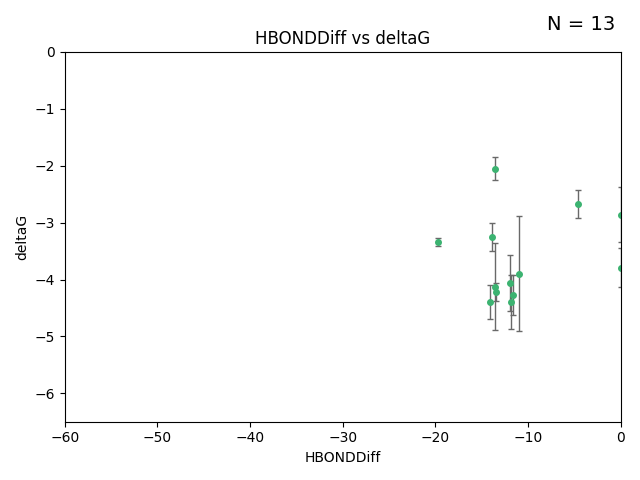 N = 13
HBONDDiff vs deltaG
0
−1
−2
−3
−4
−5
−6
deltaG
−60 −50 −40 −30 −20 −10 0
HBONDDiff